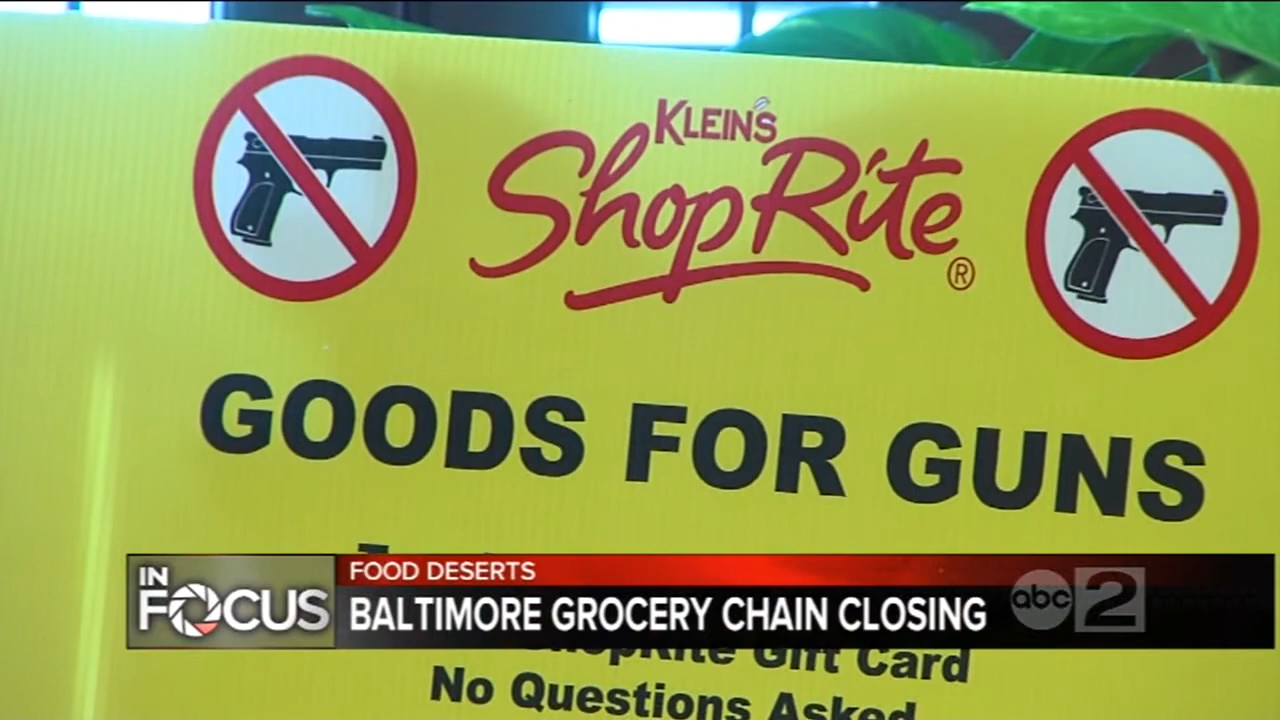 KLEIN'S
ShopRite®
GOODS FOR GUNS
IN FOCUS
FOOD DESERTS
BALTIMORE GROCERY CHAIN CLOSING
abc 2
ShopRite Gift Card
No Questions Asked